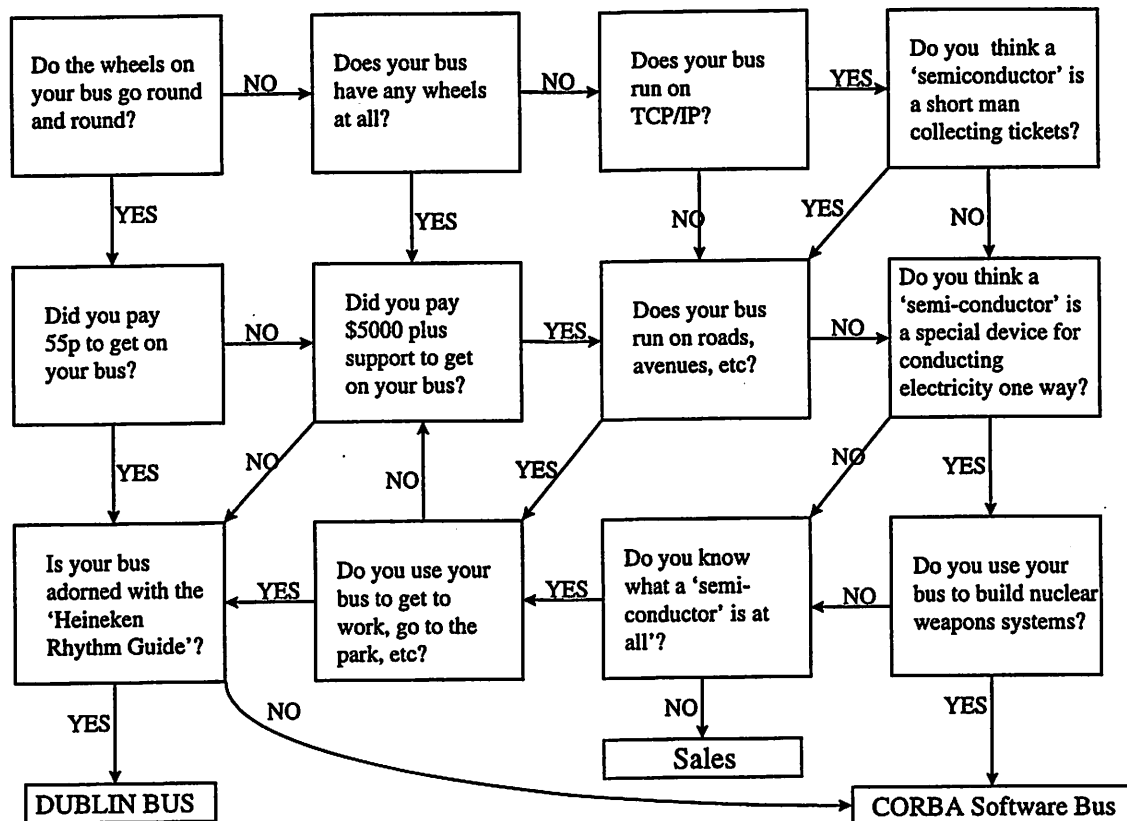 Do the wheels on
your bus go round
and round?
NO
Does your bus
have any wheels
at all?
NO
Does your bus
run on
TCP/IP?
YES
Do you think a
‘semiconductor’ is
a short man
collecting tickets?
YES
YES
NO
YES
NO
Did you pay
55p to get on
your bus?
NO
Did you pay
$5000 plus
support to get
on your bus?
YES
Does your bus
run on roads,
avenues, etc?
NO
Do you think a
‘semi-conductor’ is
a special device for
conducting
electricity one way?
YES
NO
NO
YES
NO
YES
Is your bus
adorned with the
‘Heineken
Rhythm Guide’?
YES
Do you use your
bus to get to
work, go to the
park, etc?
YES
Do you know
what a ‘semi-
conductor’ is at
all’?
NO
Do you use your
bus to build nuclear
weapons systems?
YES
NO
NO
YES
Sales
DUBLIN BUS
CORBA Software Bus